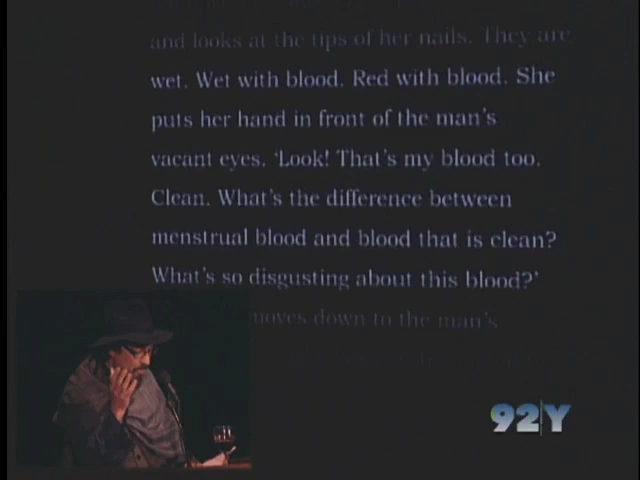 and looks at the tips of her nails. They are
wet. Wet with blood. Red with blood. She
puts her hand in front of the man's
vacant eyes. 'Look! That's my blood too.
Clean. What's the difference between
menstrual blood and blood that is clean?
What's so disgusting about this blood?'
moves down to the man's
92Y